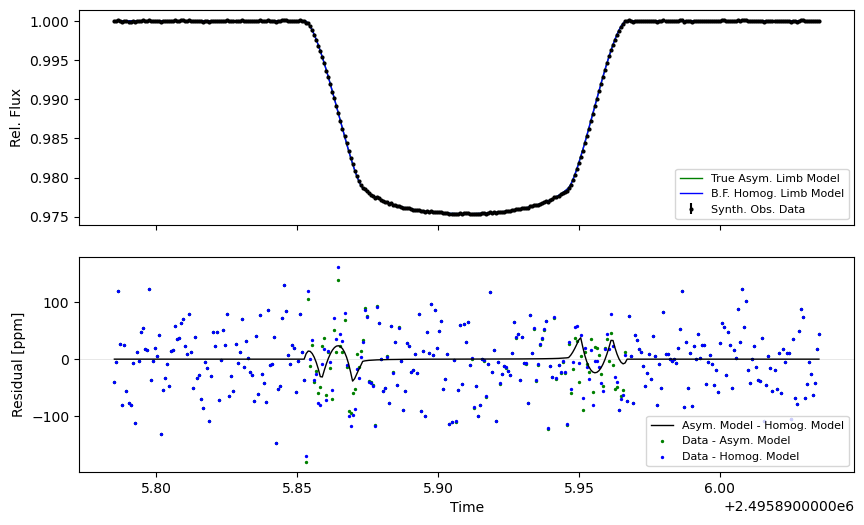 1.000
0.995
0.990
0.985
0.980
0.975
Rel. Flux
True Asym. Limb Model
B.F. Homog. Limb Model
Synth. Obs. Data
100
0
−100
Residual [ppm]
Asym. Model - Homog. Model
Data - Asym. Model
Data - Homog. Model
5.80
5.85
5.90
5.95
6.00
Time
+2.4958900000e6